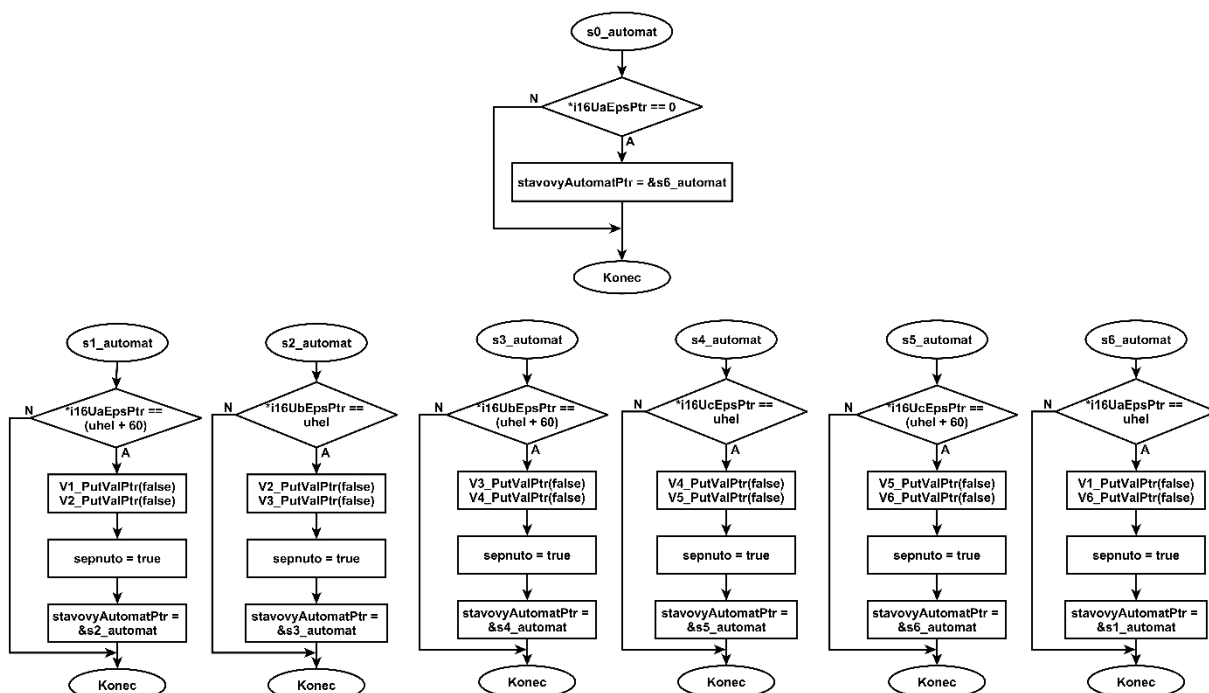 s0_automat
N
*i16UaEpsPtr == 0
A
stavovyAutomatPtr = &s6_automat
Konec
s1_automat
N
*i16UaEpsPtr ==
(uhel + 60)
A
V1_PutValPtr(false)
V2_PutValPtr(false)
sepnuto = true
stavovyAutomatPtr =
&s2_automat
Konec
s2_automat
N
*i16UbEpsPtr ==
uhel
A
V2_PutValPtr(false)
V3_PutValPtr(false)
sepnuto = true
stavovyAutomatPtr =
&s3_automat
Konec
s3_automat
N
*i16UbEpsPtr ==
(uhel + 60)
A
V3_PutValPtr(false)
V4_PutValPtr(false)
sepnuto = true
stavovyAutomatPtr =
&s4_automat
Konec
s4_automat
N
*i16UcEpsPtr ==
uhel
A
V4_PutValPtr(false)
V5_PutValPtr(false)
sepnuto = true
stavovyAutomatPtr =
&s5_automat
Konec
s5_automat
N
*i16UcEpsPtr ==
(uhel + 60)
A
V5_PutValPtr(false)
V6_PutValPtr(false)
sepnuto = true
stavovyAutomatPtr =
&s6_automat
Konec
s6_automat
N
*i16UaEpsPtr ==
uhel
A
V1_PutValPtr(false)
V6_PutValPtr(false)
sepnuto = true
stavovyAutomatPtr =
&s1_automat
Konec